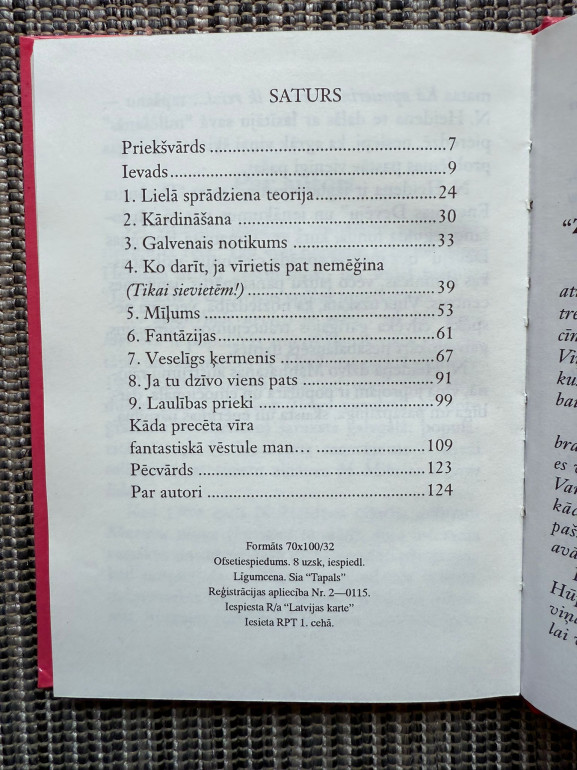 SATURS
Priekšvārds ........................................7
Ievads ................................................9
1. Lielā sprādziena teorija.....................24
2. Kārdināšana ...................................30
3. Galvenais notikums ........................33
4. Ko darīt, ja vīrietis pat nemēģina
(Tikai sievietēm!) ................................39
5. Mīļums ..........................................53
6. Fantāzijas .......................................61
7. Veselīgs ķermenis ...........................67
8. Ja tu dzīvo viens pats ......................91
9. Laulības prieki ...............................99
Kāda precēta vīra
fantastiskā vēstule man… ...................109
Pēcvārds .........................................123
Par autori ........................................124
Formāts 70x100/32
Ofsetiespiedums. 8 uzsk, iespiedl.
Līgumcena. Sia “Tapals”
Reģistrācijas apliecība Nr. 2—0115.
Iespiesta R/a “Latvijas karte”
Iesieta RPT 1. cehā.
es
lai